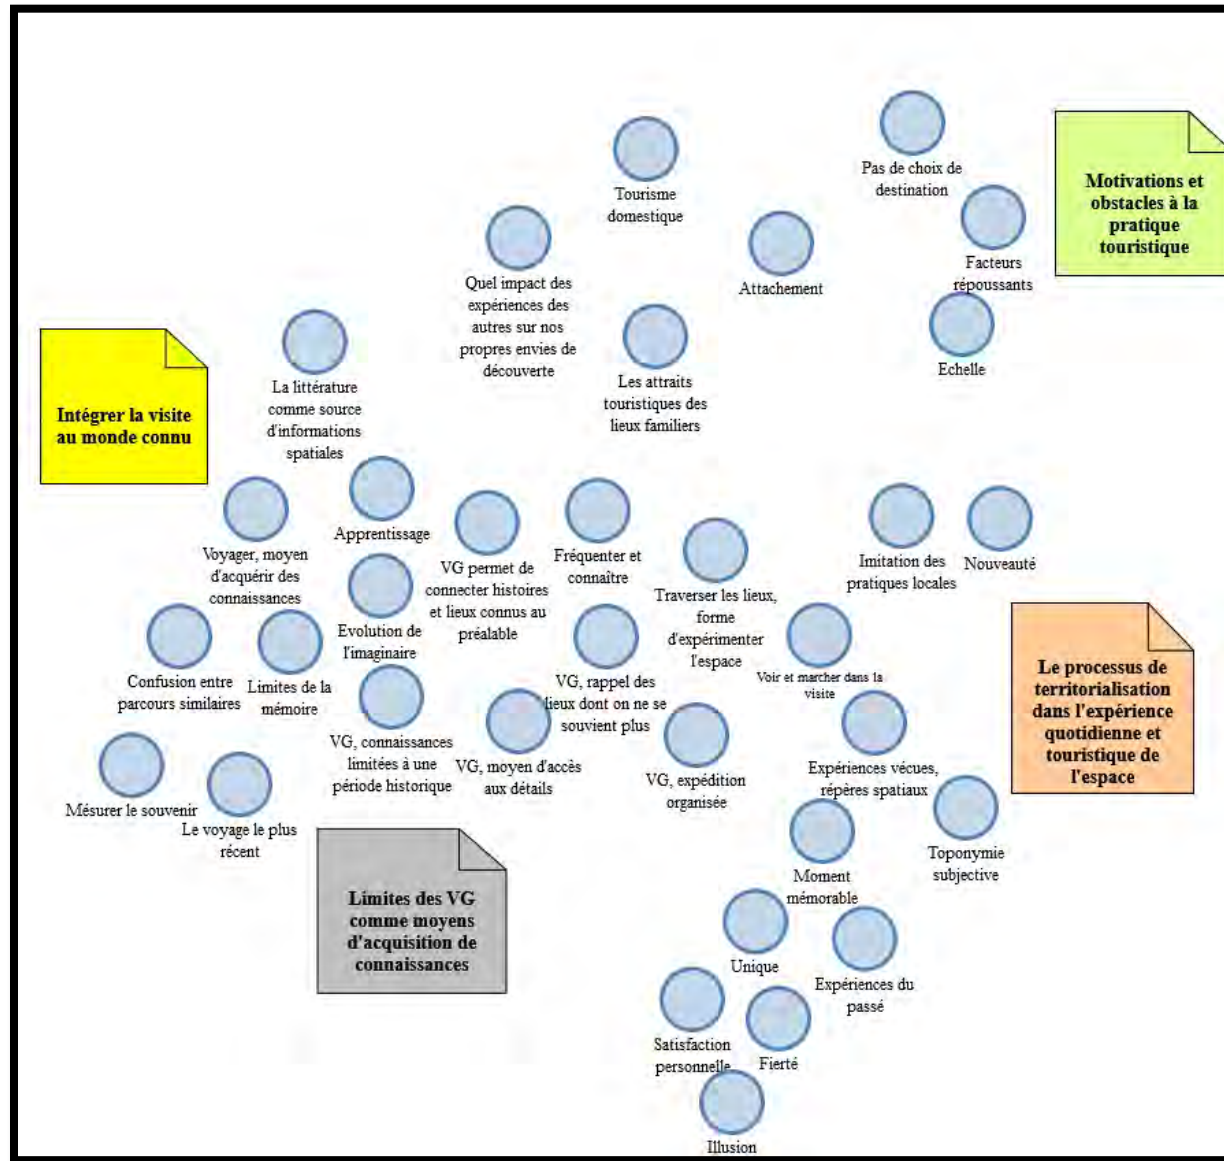 Pas de choix de
destination
Motivations et
obstacles à la
pratique
touristique
Tourisme
domestique
Facteurs
répoussants
Quel impact des
expériences des
autres sur nos
propres envies de
découverte
Attachement
Echelle
Les attraits
touristiques des
lieux familiers
La littérature
comme source
d'informations
spatiales
Intégrer la visite
au monde connu
Apprentissage
Voyager, moyen
d'acquérir des
connaissances
VG permet de
connecter histoires
et lieux connus au
préalable
Fréquenter et
connaître
Traverser les lieux,
forme
d'expérimenter
l'espace
Imitation des
pratiques locales
Nouveauté
Evolution de
l'imaginaire
Confusion entre
parcours similaires
Limites de la
mémoire
VG, rappel des
lieux dont on ne se
souvient plus
Voir et marcher dans la
visite
Le processus de
territorialisation
dans l'expérience
quotidienne et
touristique de
l'espace
VG, connaissances
limitées à une
période historique
VG, moyen d'accès
aux détails
VG, expédition
organisée
Expériences vécues,
répères spatiaux
Mésurer le souvenir
Le voyage le plus
récent
Moment
mémorable
Toponymie
subjective
Límites des VG
comme moyens
d'acquisition de
connaissances
Unique
Expériences du
passé
Satisfaction
personnelle
Fierté
Illusion